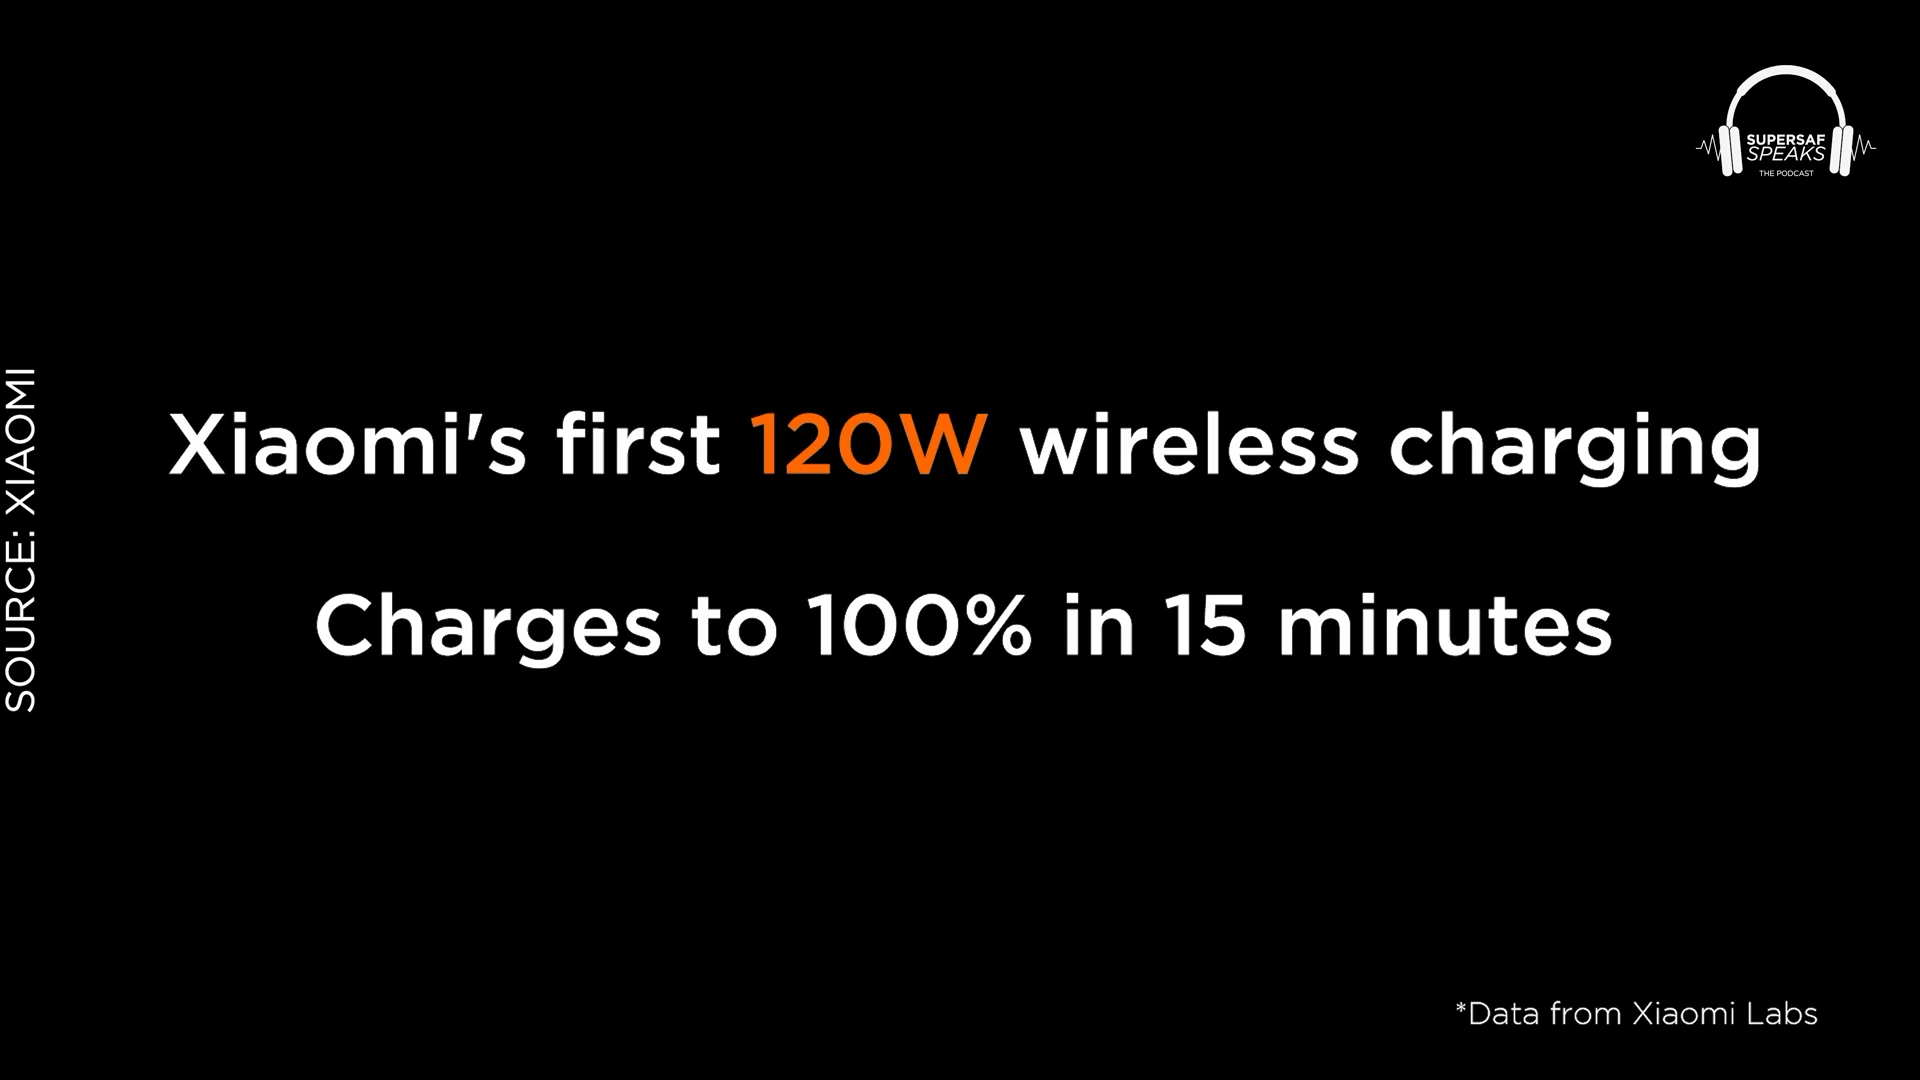 SUPERSAF
SPEAKS
THE PODCAST
SOURCE: XIAOMI
Xiaomi's first 120W wireless charging
Charges to 100% in 15 minutes
*Data from Xiaomi Labs